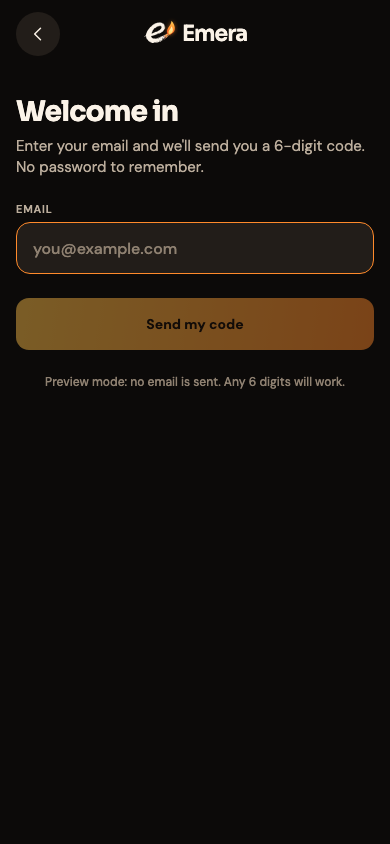 Emera
Welcome in
Enter your email and we'll send you a 6-digit code.
No password to remember.
EMAIL
you@example.com
Send my code
Preview mode: no email is sent. Any 6 digits will work.